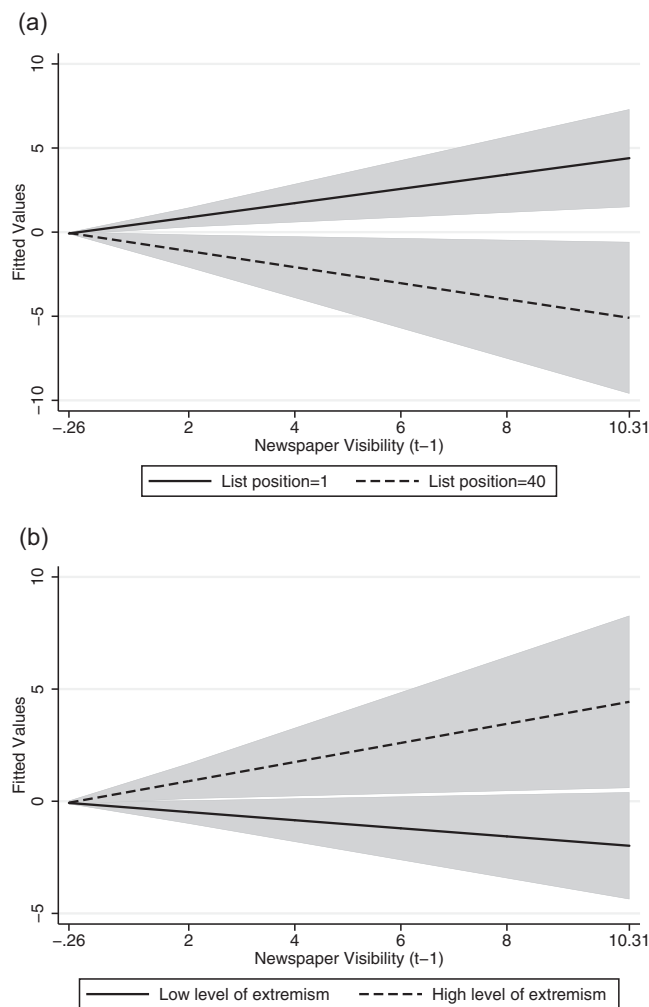 (a)
10
5
0
−5
−10
Fitted Values
−.26 2 4 6 8 10.31
Newspaper Visibility (t−1)
List position=1 List position=40
(b)
10
5
0
−5
Fitted Values
−.26 2 4 6 8 10.31
Newspaper Visibility (t−1)
Low level of extremism High level of extremism